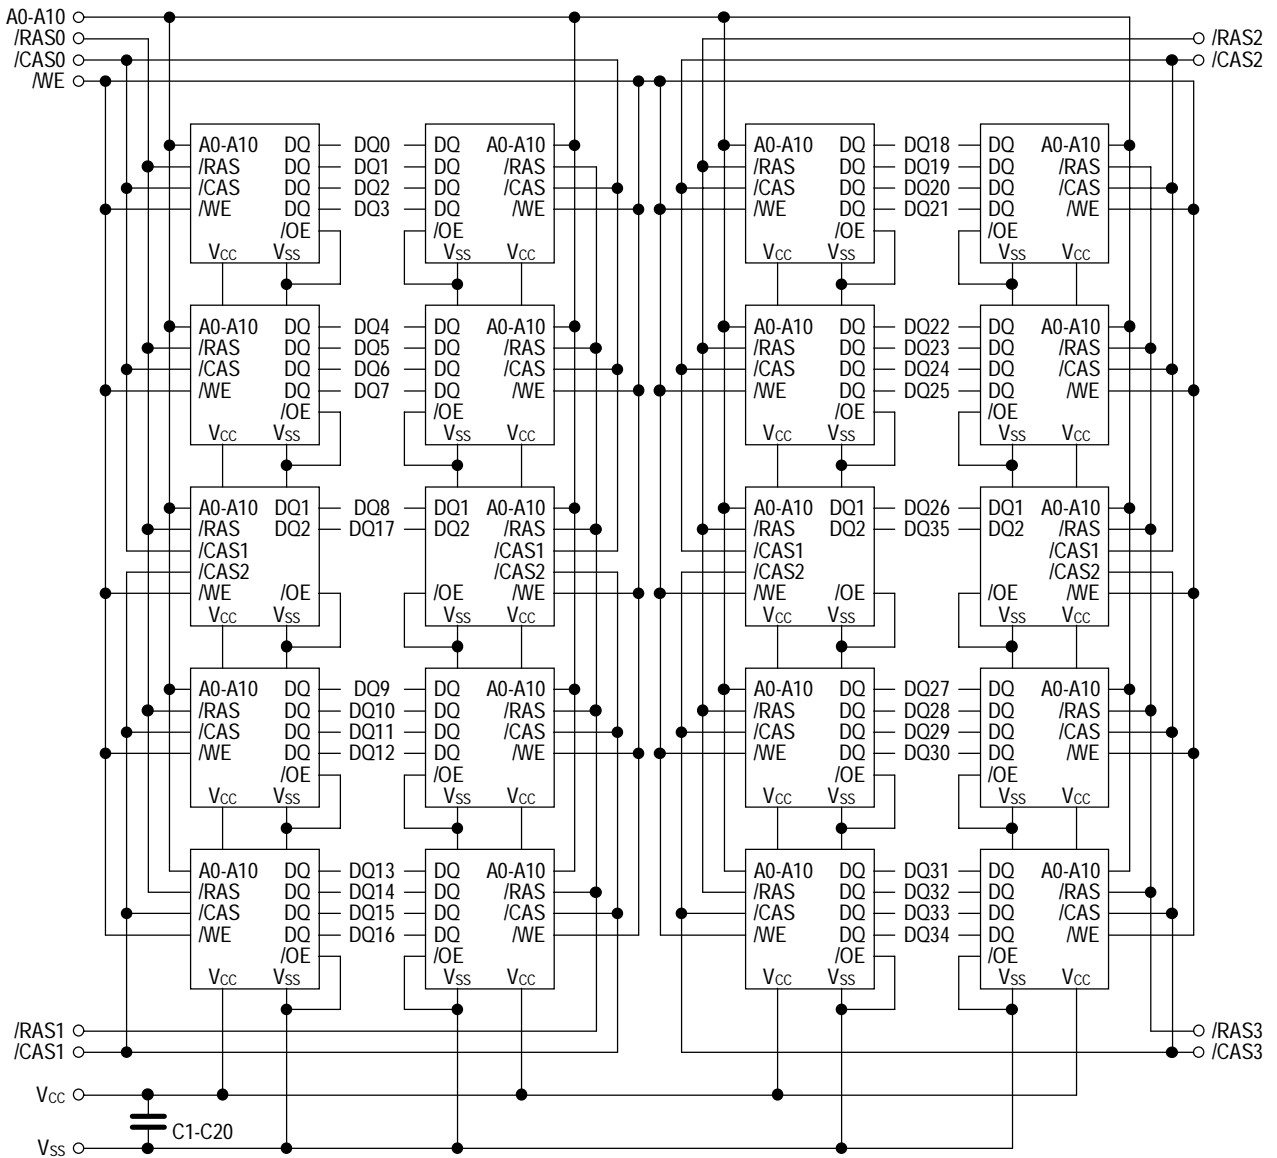 A0-A10
/RAS0
/RAS2
/CAS0
/CAS2
/WE
A0-A10 DQ DQ0 DQ A0-A10 A0-A10 DQ DQ18 DQ A0-A10
/RAS DQ DQ1 DQ /RAS /RAS DQ DQ19 DQ /RAS
/CAS DQ DQ2 DQ /CAS /CAS DQ DQ20 DQ /CAS
/WE DQ DQ3 DQ /WE /WE DQ DQ21 DQ /WE
/OE /OE /OE /OE
VCC VSS VSS VCC VCC VSS VSS VCC
A0-A10 DQ DQ4 DQ A0-A10 A0-A10 DQ DQ22 DQ A0-A10
/RAS DQ DQ5 DQ /RAS /RAS DQ DQ23 DQ /RAS
/CAS DQ DQ6 DQ /CAS /CAS DQ DQ24 DQ /CAS
/WE DQ DQ7 DQ /WE /WE DQ DQ25 DQ /WE
/OE /OE /OE /OE
VCC VSS VSS VCC VCC VSS VSS VCC
A0-A10 DQ1 DQ8 DQ1 A0-A10 A0-A10 DQ1 DQ26 DQ1 A0-A10
/RAS DQ2 DQ17 DQ2 /RAS /RAS DQ2 DQ35 DQ2 /RAS
/CAS1 /CAS1 /CAS1 /CAS1
/CAS2 /CAS2 /CAS2 /CAS2
/WE /OE /OE /WE /WE /OE /OE /WE
VCC VSS VSS VCC VCC VSS VSS VCC
A0-A10 DQ DQ9 DQ A0-A10 A0-A10 DQ DQ27 DQ A0-A10
/RAS DQ DQ10 DQ /RAS /RAS DQ DQ28 DQ /RAS
/CAS DQ DQ11 DQ /CAS /CAS DQ DQ29 DQ /CAS
/WE DQ DQ12 DQ /WE /WE DQ DQ30 DQ /WE
/OE /OE /OE /OE
VCC VSS VSS VCC VCC VSS VSS VCC
A0-A10 DQ DQ13 DQ A0-A10 A0-A10 DQ DQ31 DQ A0-A10
/RAS DQ DQ14 DQ /RAS /RAS DQ DQ32 DQ /RAS
/CAS DQ DQ15 DQ /CAS /CAS DQ DQ33 DQ /CAS
/WE DQ DQ16 DQ /WE /WE DQ DQ34 DQ /WE
/OE /OE /OE /OE
VCC VSS VSS VCC VCC VSS VSS VCC
/RAS1
/RAS3
/CAS1
/CAS3
VCC
C1-C20
VSS